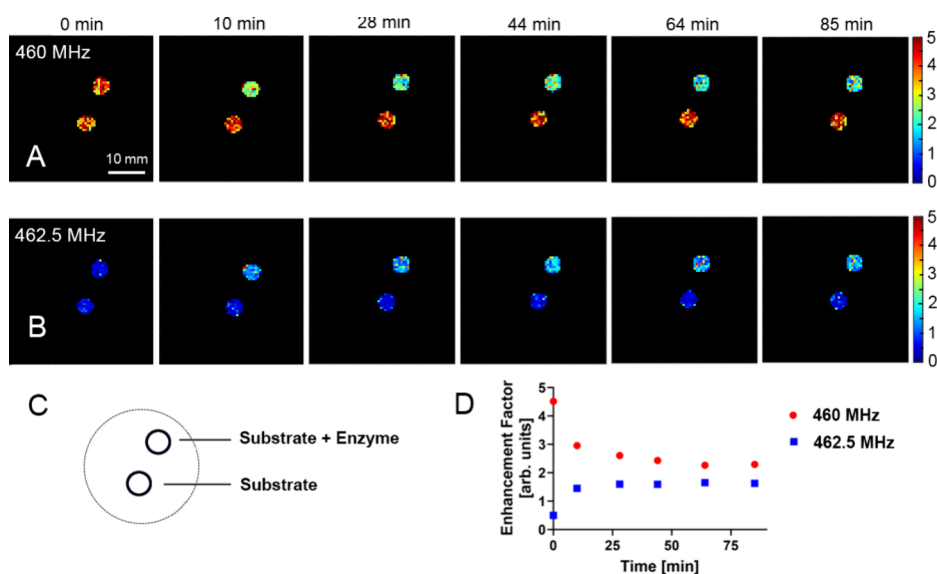 0 min 10 min 28 min 44 min 64 min 85 min
460 MHz
A
10 mm
5
4
3
2
1
0
462.5 MHz
B
5
4
3
2
1
0
C
Substrate + Enzyme
Substrate
D
Enhancement Factor
[arb. units]
5
4
3
2
1
0
0 25 50 75
Time [min]
460 MHz
462.5 MHz